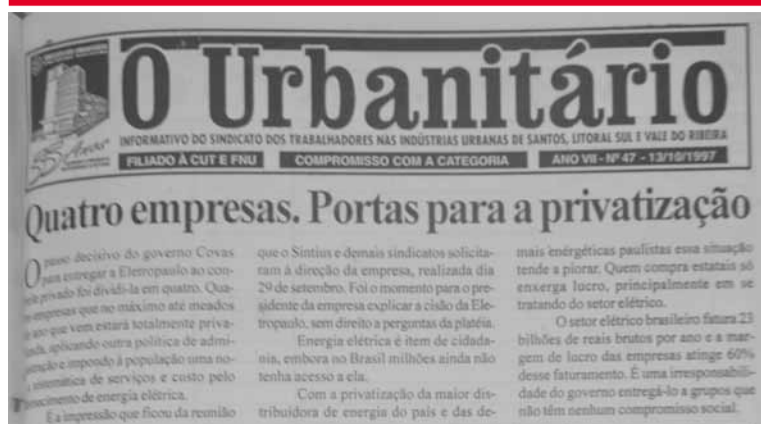 O Urbanitário
55 Anos
INFORMATIVO DO SINDICATO DOS TRABALHADORES NAS INDÚSTRIAS URBANAS DE SANTOS, LITORAL SUL E VALE DO RIBEIRA
FILIADO À CUT E FNU
COMPROMISSO COM A CATEGORIA
ANO VII - Nº 47 - 13/10/1997
Quatro empresas. Portas para a privatização
O passo decisivo do governo Covas
para entregar a Eletropaulo ao con-
privado foi dividi-la em quatro. Qua-
empresas que no máximo até meados
ano que vem estará totalmente priva-
aplicando outra política de admi-
e impondo à população uma no-
sistemática de serviços e custo pelo
fornecimento de energia elétrica.
E a impressão que ficou da reunião
que o Sintius e demais sindicatos solicita-
ram à direção da empresa, realizada dia
29 de setembro. Foi o momento para o pre-
sidente da empresa explicar a cisão da Ele-
tropaulo, sem direito a perguntas da platéia.
Energia elétrica é item de cidada-
nia, embora no Brasil milhões ainda não
tenha acesso a ela.
Com a privatização da maior dis-
tribuidora de energia do país e das de-
mais energéticas paulistas essa situação
tende a piorar. Quem compra estatais só
enxerga lucro, principalmente em se
tratando do setor elétrico.
O setor elétrico brasileiro fatura 23
bilhões de reais brutos por ano e a mar-
gem de lucro das empresas atinge 60%
desse faturamento. É uma irresponsabili-
dade do governo entregá-lo a grupos que
não têm nenhum compromisso social.